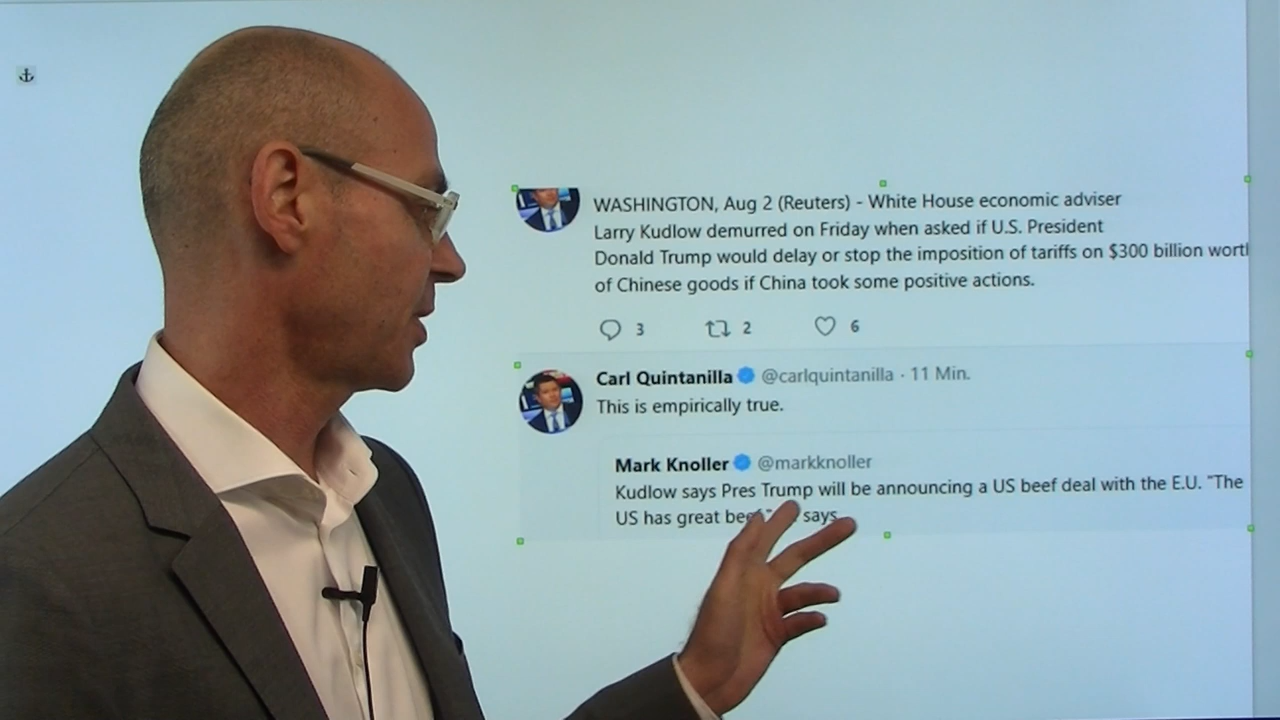 WASHINGTON, Aug 2 (Reuters) - White House economic adviser
Larry Kudlow demurred on Friday when asked if U.S. President
Donald Trump would delay or stop the imposition of tariffs on $300 billion wort
of Chinese goods if China took some positive actions.
3 2 6
Carl Quintanilla @carlquintanilla · 11 Min.
This is empirically true.
Mark Knoller @markknoller
Kudlow says Pres Trump will be announcing a US beef deal with the E.U. "The
US has great says